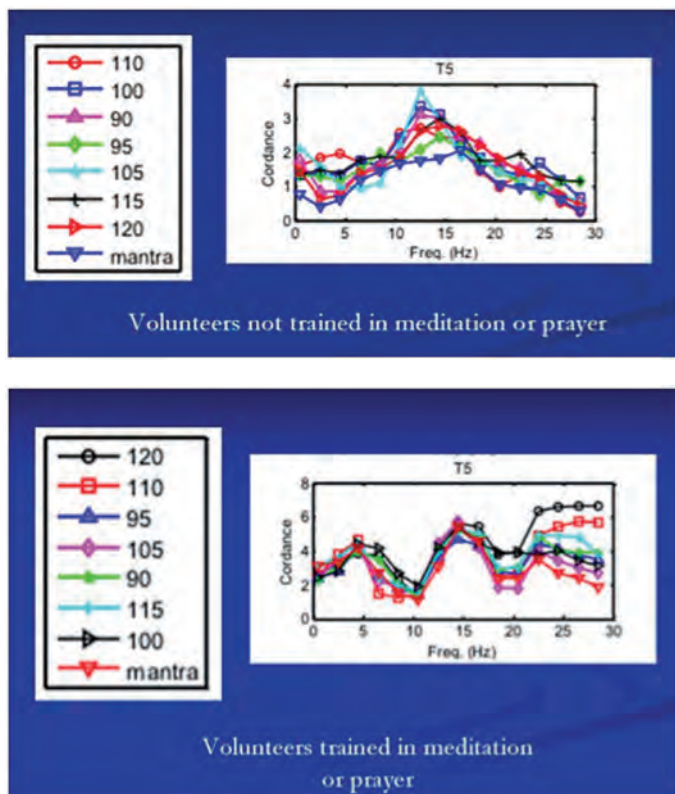 110
100
90
95
105
115
120
mantra
T5
Cordance
4
3
2
1
0
0 5 10 15 20 25 30
Freq. (Hz)
Volunteers not trained in meditation or prayer
120
110
95
105
90
115
100
mantra
T5
Cordance
8
6
4
2
0
0 5 10 15 20 25 30
Freq. (Hz)
Volunteers trained in meditation
or prayer